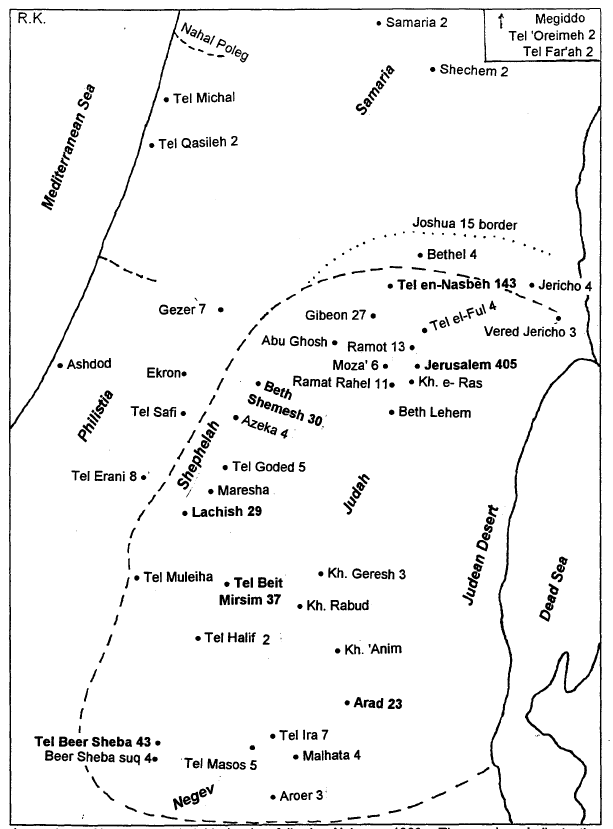 R.K.
Samaria 2
Megiddo
Tel 'Oreimeh 2
Tel Far'ah 2
Nahal Poleg
Shechem 2
Samaria
Mediterranean Sea
Tel Michal
Tel Qasileh 2
Joshua 15 border
Bethel 4
Tel en-Nasbeh 143
Jericho 4
Gezer 7
Gibeon 27
Tel el-Ful 4
Vered Jericho 3
Abu Ghosh
Ramot 13
Ashdod
Ekron
Moza' 6
Jerusalem 405
Ramat Rahel 11
Kh. e- Ras
Beth
Shemesh 30
Philistia
Tel Safi
Azeka 4
Beth Lehem
Shephelah
Tel Goded 5
Tel Erani 8
Maresha
Judah
Lachish 29
Judean Desert
Dead Sea
Tel Muleiha
Tel Beit
Mirsim 37
Kh. Geresh 3
Kh. Rabud
Tel Halif 2
Kh. 'Anim
Arad 23
Tel Beer Sheba 43
Beer Sheba suq 4
Tel Ira 7
Tel Masos 5
Malhata 4
Negev
Aroer 3